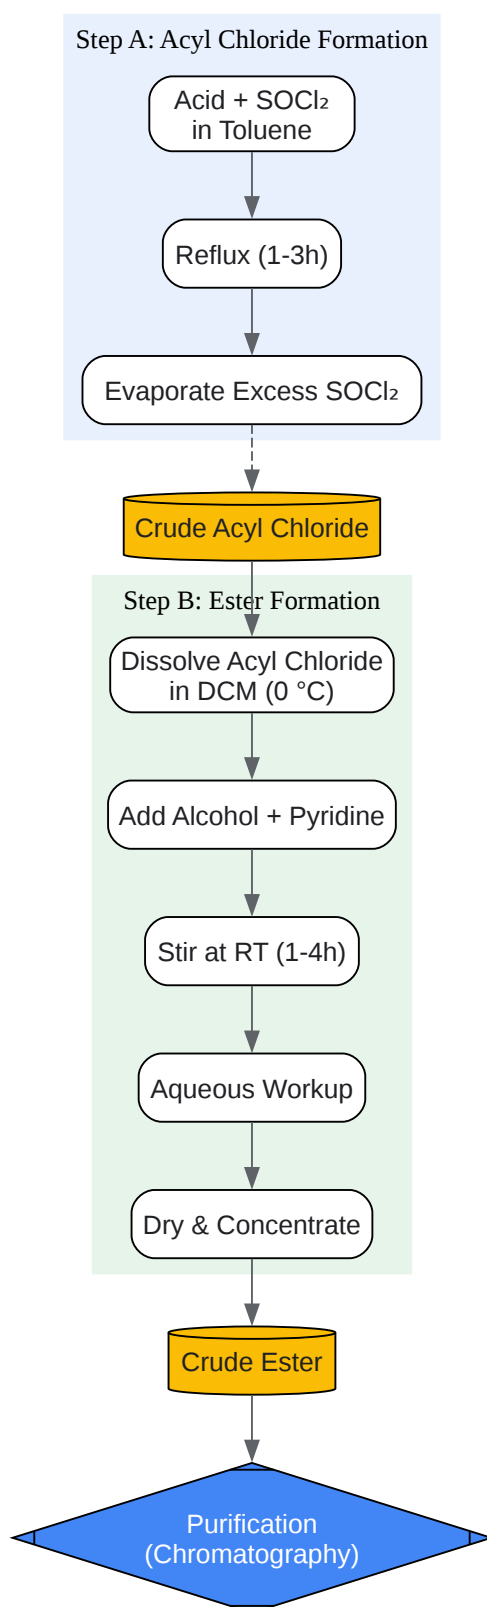 Step A: Acyl Chloride Formation
Acid + SOCl₂
in Toluene
Reflux (1-3h)
Evaporate Excess SOCl₂
Crude Acyl Chloride
Step B: Ester Formation
Dissolve Acyl Chloride
in DCM (0 °C)
Add Alcohol + Pyridine
Stir at RT (1-4h)
Aqueous Workup
Dry & Concentrate
Crude Ester
Purification
(Chromatography)